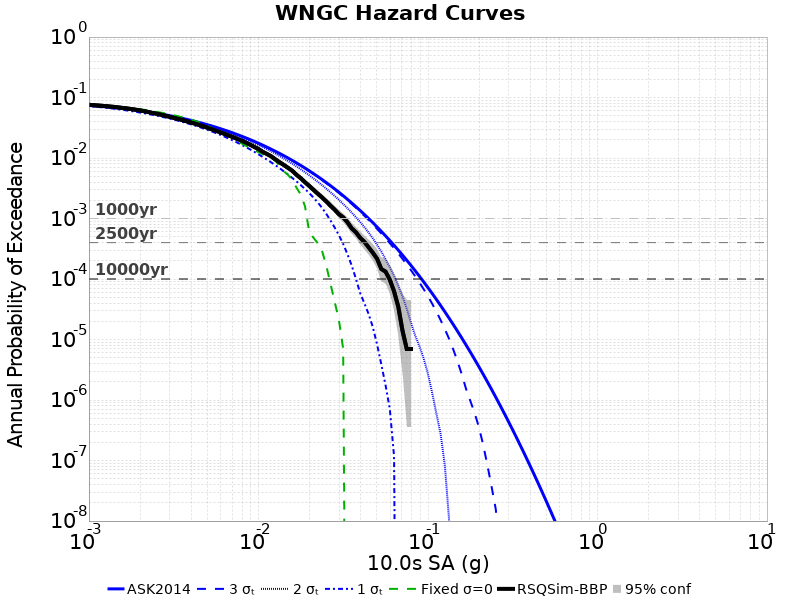 WNGC Hazard Curves
Annual Probability of Exceedance
10^0
10^-1
10^-2
10^-3
10^-4
10^-5
10^-6
10^-7
10^-8
1000yr
2500yr
10000yr
10^-3 10^-2 10^-1 10^0 10^1
10.0s SA (g)
ASK2014 3 σₜ 2 σₜ 1 σₜ Fixed σ=0 RSQSim-BBP 95% conf